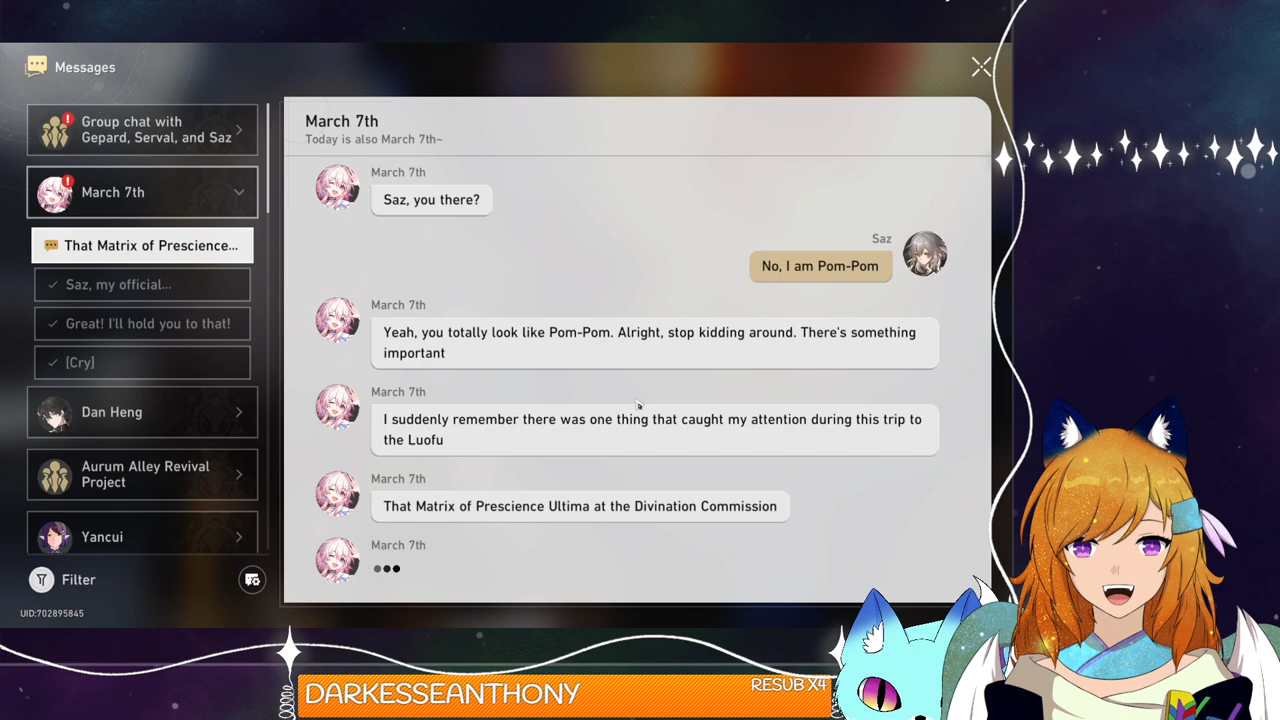 Messages
Group chat with
Gepard, Serval, and Saz
March 7th
That Matrix of Prescience...
Saz, my official...
Great! I'll hold you to that!
[Cry]
Dan Heng
Aurum Alley Revival
Project
Yancui
Filter
UID:702895845
March 7th
Today is also March 7th~
March 7th
Saz, you there?
Saz
No, I am Pom-Pom
March 7th
Yeah, you totally look like Pom-Pom. Alright, stop kidding around. There's something
important
March 7th
I suddenly remember there was one thing that caught my attention during this trip to
the Luofu
March 7th
That Matrix of Prescience Ultima at the Divination Commission
March 7th
DARKESSEANTHONY
RESUB X4